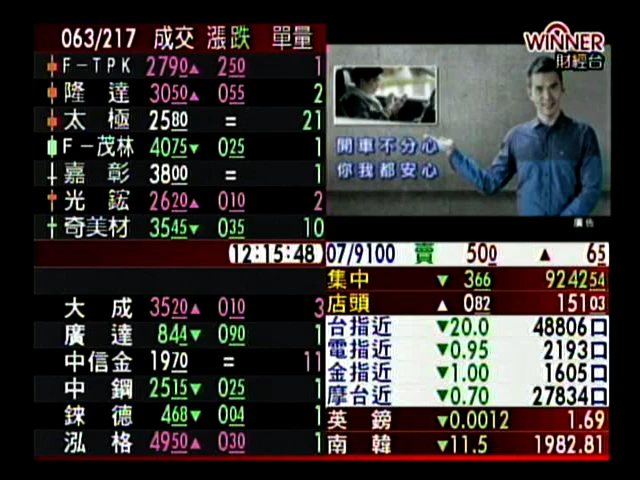 063/217 成交 漲跌 單量
F-TPK 2790▲ 250 1
隆達 3050▲ 055 2
太極 2580 = 21
F-茂林 4075▼ 025 1
嘉彰 3800 = 1
光鋐 2620▲ 010 2
奇美材 3545▼ 035 10
WINNER
財經台
開車不分心
你我都安心
廣告
12:15:48 07/9100 賣 500 ▲ 65
集中 ▼ 366 924254
店頭 ▲ 082 15103
台指近 ▼20.0 48806口
電指近 ▼0.95 2193口
金指近 ▼1.00 1605口
摩台近 ▼0.70 27834口
英鎊 ▼0.0012 1.69
南韓 ▼11.5 1982.81
大成 3520▲ 010 3
廣達 844▼ 090 1
中信金 1970 = 11
中鋼 2515▼ 025 1
錸德 468▼ 004 1
泓格 4950▲ 030 1